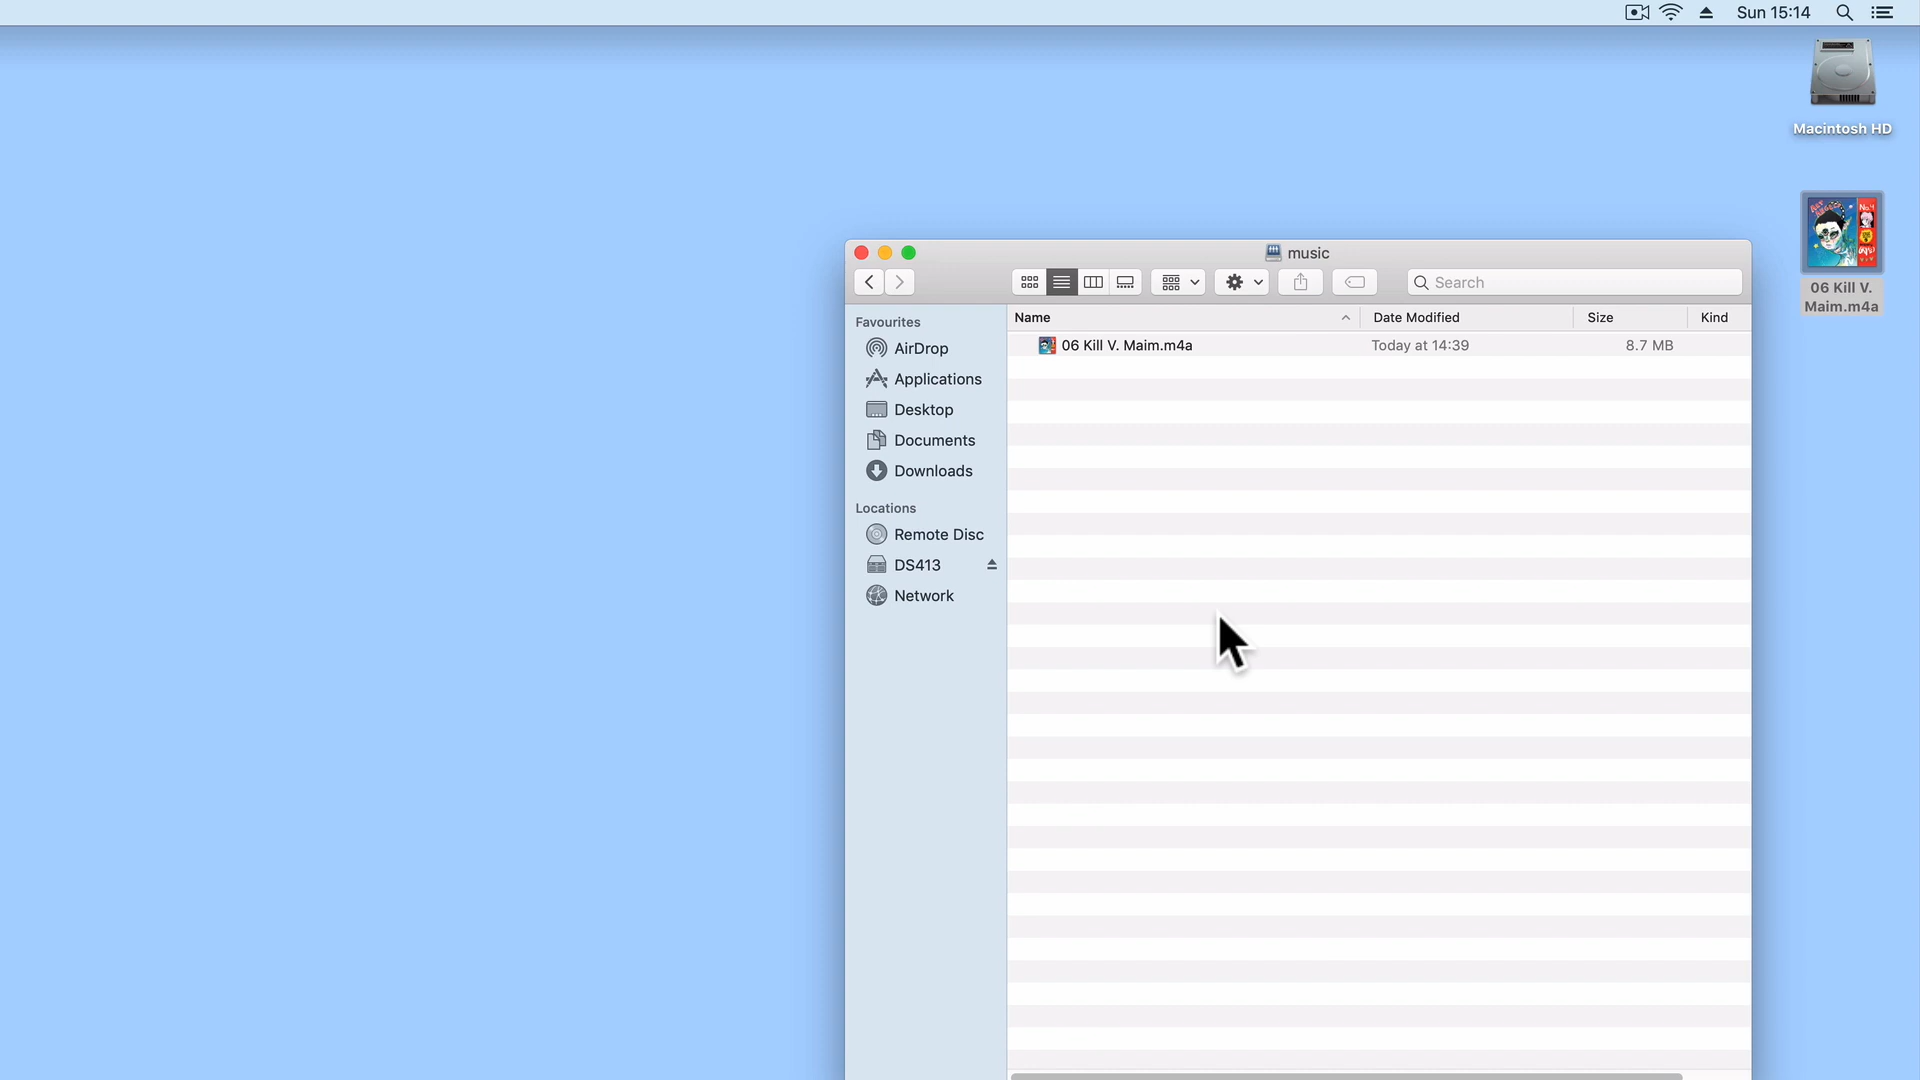 Sun 15:14
Macintosh HD
06 Kill V.
Maim.m4a
music
Search
Favourites
AirDrop
Applications
Desktop
Documents
Downloads
Locations
Remote Disc
DS413
Network
Name Date Modified Size Kind
06 Kill V. Maim.m4a Today at 14:39 8.7 MB